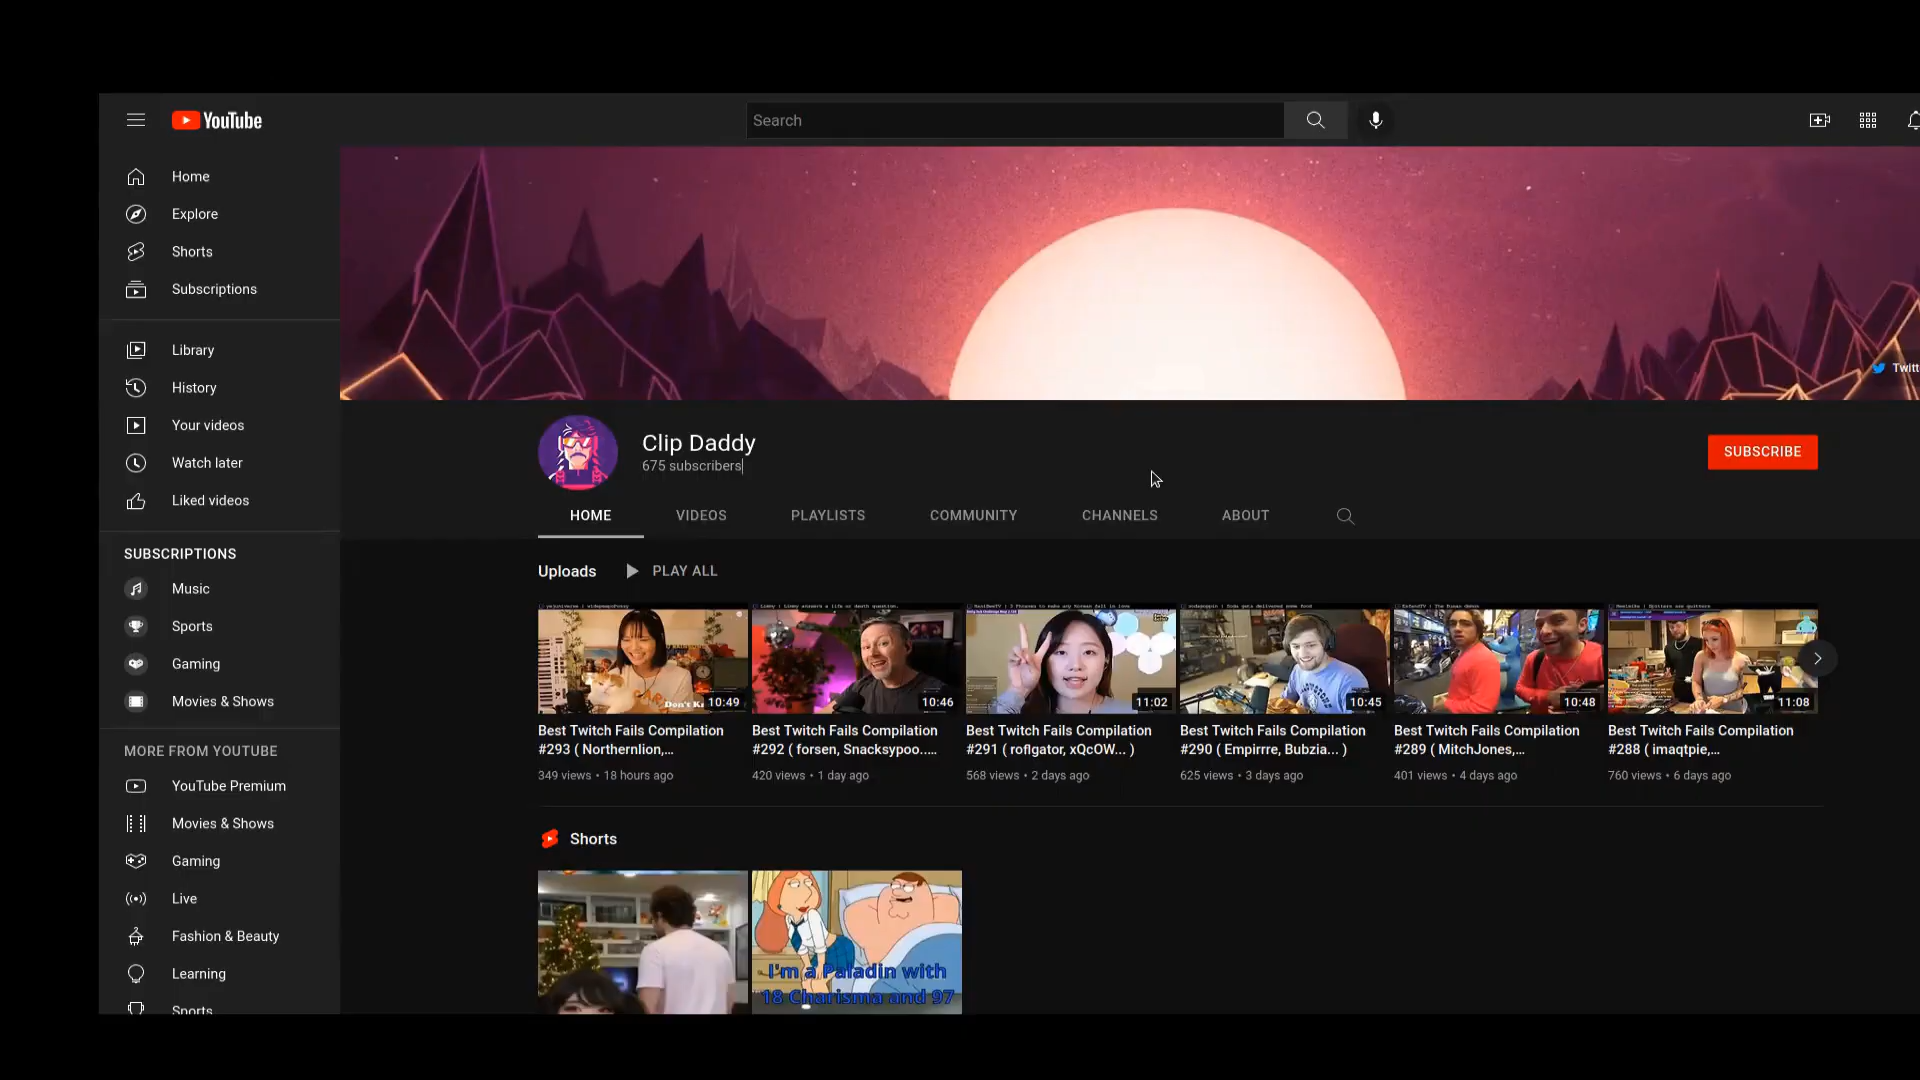 YouTube
Search
Home
Explore
Shorts
Subscriptions
Library
History
Your videos
Watch later
Liked videos
SUBSCRIPTIONS
Music
Sports
Gaming
Movies & Shows
MORE FROM YOUTUBE
YouTube Premium
Movies & Shows
Gaming
Live
Fashion & Beauty
Learning
Sports
Twitt
Clip Daddy
675 subscribers
SUBSCRIBE
HOME VIDEOS PLAYLISTS COMMUNITY CHANNELS ABOUT
Uploads PLAY ALL
10:49 10:46 11:02 10:45 10:48 11:08
Best Twitch Fails Compilation
#293 ( Northernlion,...
349 views • 18 hours ago
Best Twitch Fails Compilation
#292 ( forsen, Snacksypoo.....
420 views • 1 day ago
Best Twitch Fails Compilation
#291 ( roflgator, xQcOW... )
568 views • 2 days ago
Best Twitch Fails Compilation
#290 ( Empirrre, Bubzia... )
625 views • 3 days ago
Best Twitch Fails Compilation
#289 ( MitchJones,...
401 views • 4 days ago
Best Twitch Fails Compilation
#288 ( imaqtpie,...
760 views • 6 days ago
Shorts
I'm a Paladin with
18 Charisma and 97